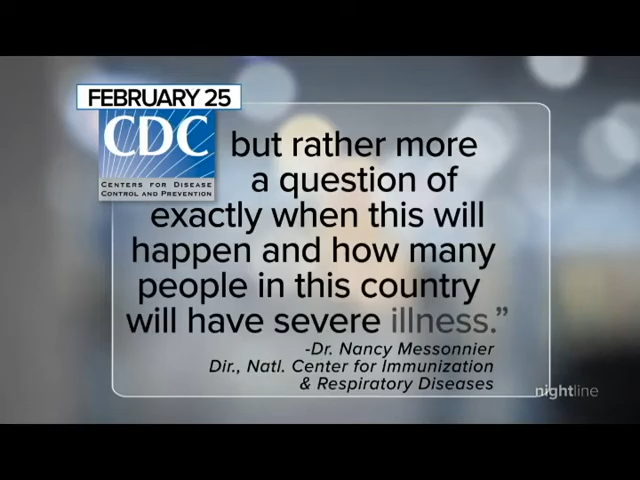 FEBRUARY 25
CDC
CENTERS FOR DISEASE
CONTROL AND PREVENTION
but rather more
a question of
exactly when this will
happen and how many
people in this country
will have severe illness.”
-Dr. Nancy Messonnier
Dir., Natl. Center for Immunization
& Respiratory Diseases
nightline